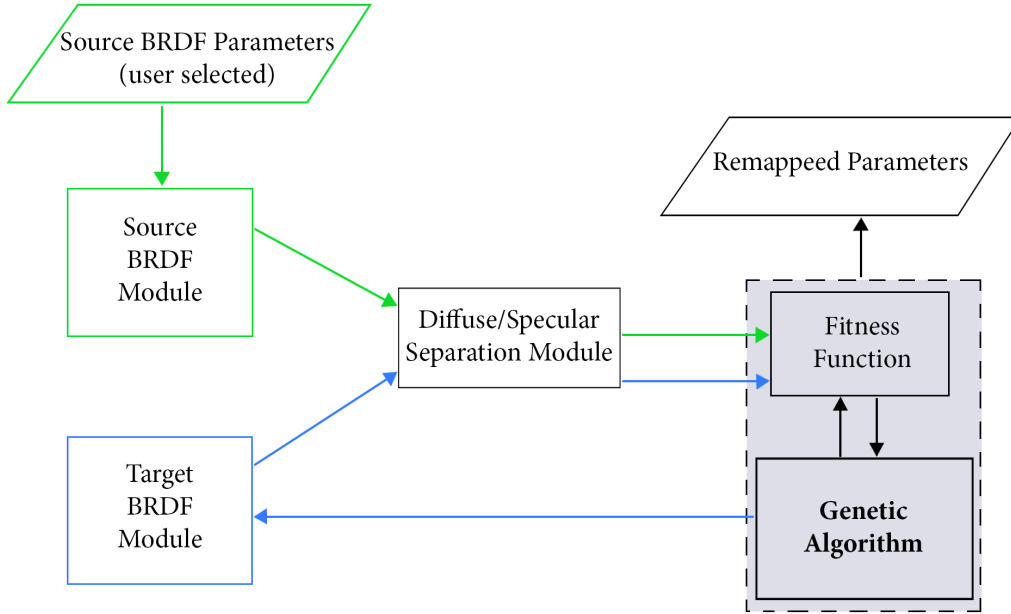 Source BRDF Parameters
(user selected)
Remappeed Parameters
Source
BRDF
Module
Diffuse/Specular
Separation Module
Fitness
Function
Target
BRDF
Module
Genetic
Algorithm